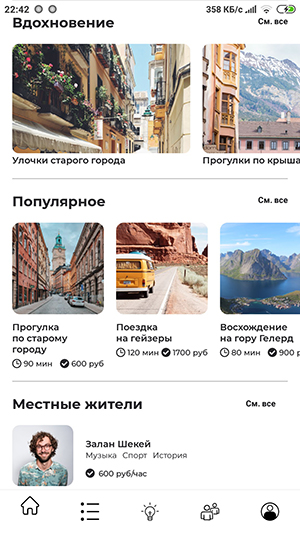 22:42 358 КБ/с
Вдохновение См. все
Улочки старого города Прогулки по крыша
Популярное См. все
Прогулка
по старому
городу
90 мин 600 руб
Поездка
на гейзеры
120 мин 1700 руб
Восхождение
на гору Гелерд
80 мин 900 р
Местные жители См. все
Залан Шекей
Музыка Спорт История
600 руб/час